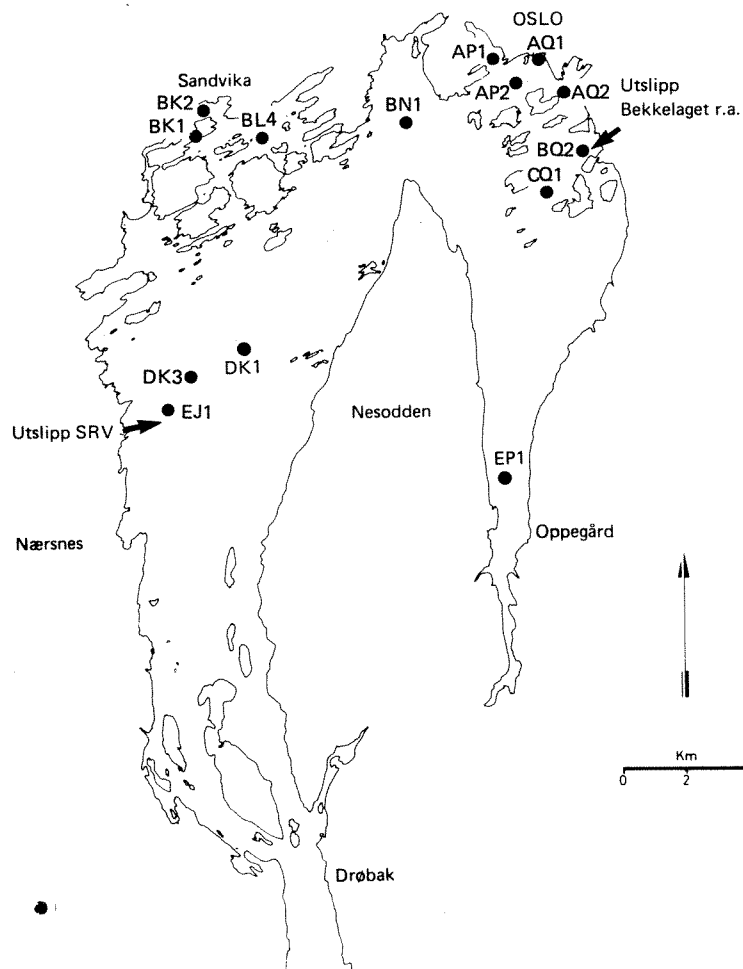 OSLO
AP1
AQ1
Sandvika
AP2
AQ2
Utslipp
Bekkelaget r.a.
BK2
BK1
BL4
BN1
BQ2
CQ1
DK1
DK3
EJ1
Utslipp SRV
Nesodden
EP1
Nærsnes
Oppegård
Km
0 2
Drøbak